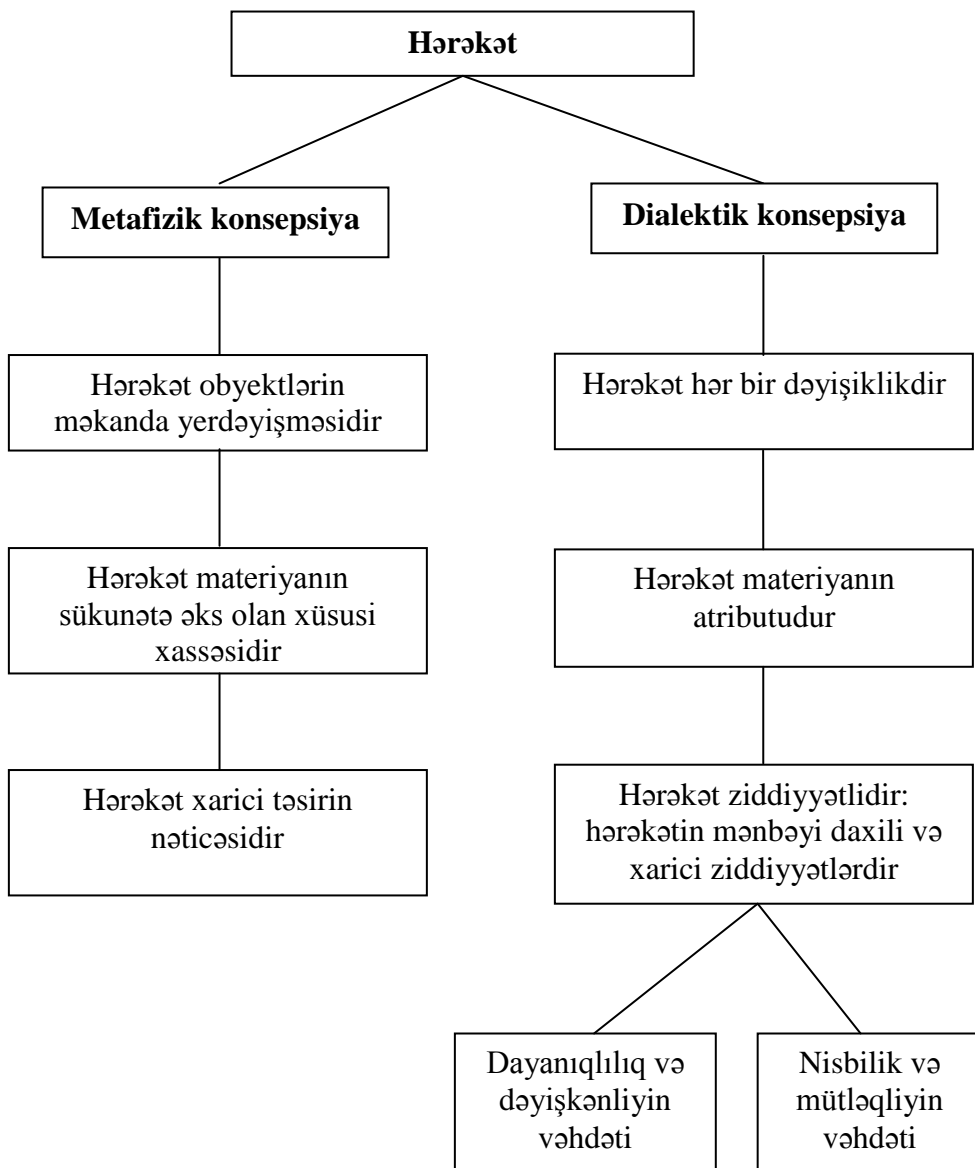 Hərəkət
Metafizik konsepsiya
Dialektik konsepsiya
Hərəkət obyektlərin
məkanda yerdəyişməsidir
Hərəkət hər bir dəyişiklikdir
Hərəkət materiyanın
sükunətə əks olan xüsusi
xassəsidir
Hərəkət materiyanın
atributudur
Hərəkət xarici təsirin
nəticəsidir
Hərəkət ziddiyyətlidir:
hərəkətin mənbəyi daxili və
xarici ziddiyyətlərdir
Dayanıqlılıq və
dəyişkənliyin
vəhdəti
Nisbilik və
mütləqliyin
vəhdəti